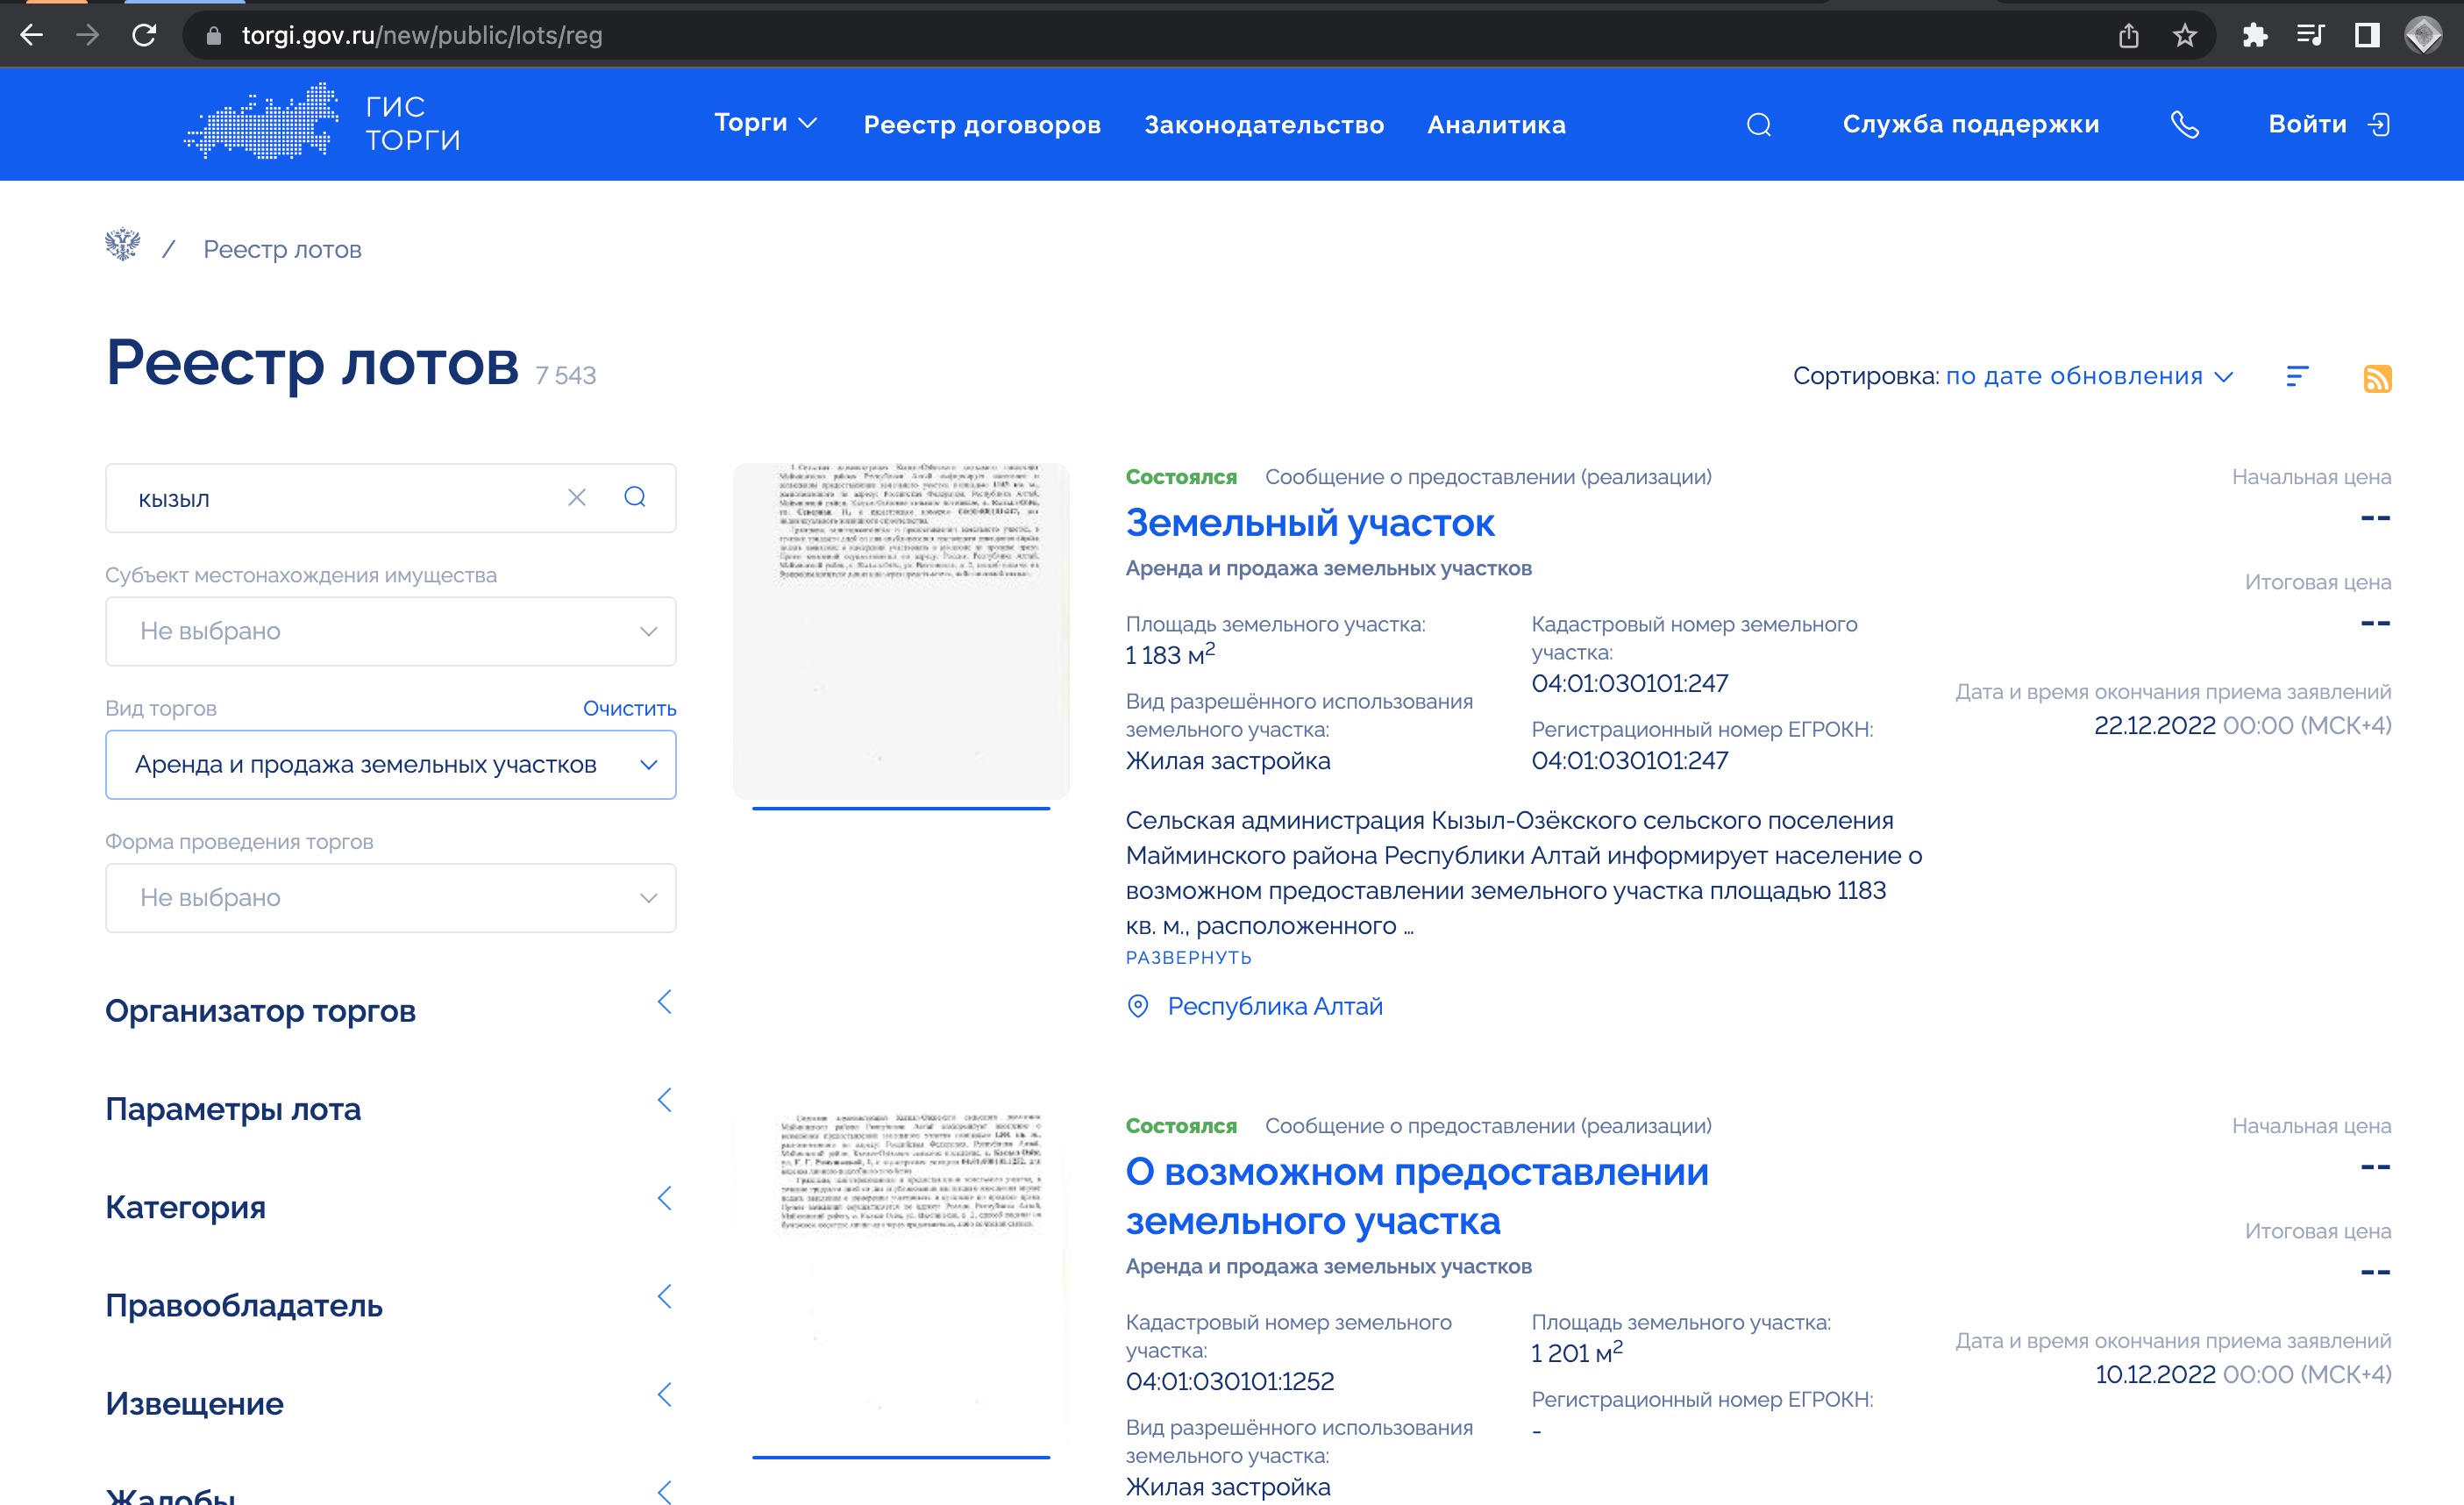 torgi.gov.ru/new/public/lots/reg
ГИС
ТОРГИ
Торги
Реестр договоров
Законодательство
Аналитика
Служба поддержки
Войти
/ Реестр лотов
Реестр лотов 7 543
Сортировка: по дате обновления
кызыл
Субъект местонахождения имущества
Не выбрано
Вид торгов
Очистить
Аренда и продажа земельных участков
Форма проведения торгов
Не выбрано
Организатор торгов
Параметры лота
Категория
Правообладатель
Извещение
Жалобы
Состоялся Сообщение о предоставлении (реализации)
Земельный участок
Аренда и продажа земельных участков
Площадь земельного участка:
1 183 м²
Вид разрешённого использования
земельного участка:
Жилая застройка
Кадастровый номер земельного
участка:
04:01:030101:247
Регистрационный номер ЕГРОКН:
04:01:030101:247
Сельская администрация Кызыл-Озёкского сельского поселения
Майминского района Республики Алтай информирует население о
возможном предоставлении земельного участка площадью 1183
кв. м., расположенного ...
РАЗВЕРНУТЬ
Республика Алтай
Начальная цена
--
Итоговая цена
--
Дата и время окончания приема заявлений
22.12.2022 00:00 (МСК+4)
Состоялся Сообщение о предоставлении (реализации)
О возможном предоставлении
земельного участка
Аренда и продажа земельных участков
Кадастровый номер земельного
участка:
04:01:030101:1252
Вид разрешённого использования
земельного участка:
Жилая застройка
Площадь земельного участка:
1 201 м²
Регистрационный номер ЕГРОКН:
-
Начальная цена
--
Итоговая цена
--
Дата и время окончания приема заявлений
10.12.2022 00:00 (МСК+4)